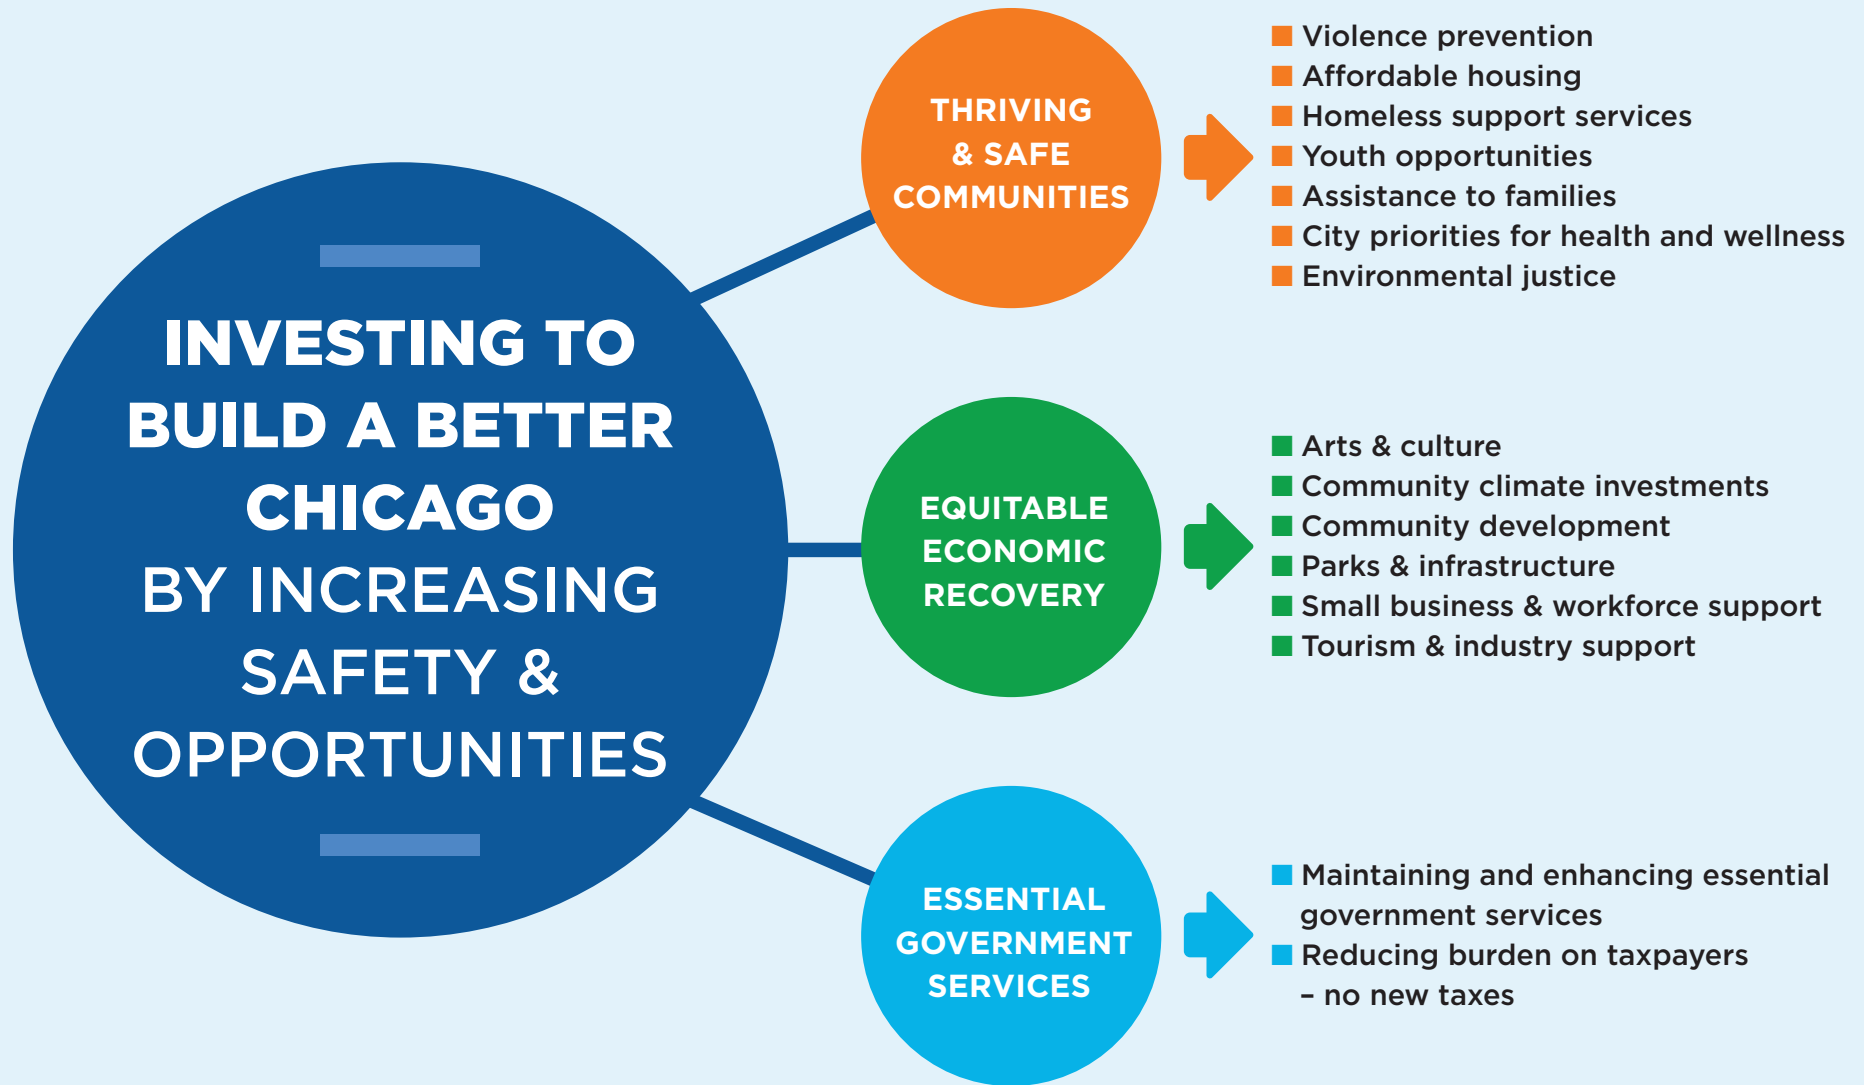 INVESTING TO
BUILD A BETTER
CHICAGO
BY INCREASING
SAFETY &
OPPORTUNITIES
THRIVING
& SAFE
COMMUNITIES
Violence prevention
Affordable housing
Homeless support services
Youth opportunities
Assistance to families
City priorities for health and wellness
Environmental justice
EQUITABLE
ECONOMIC
RECOVERY
Arts & culture
Community climate investments
Community development
Parks & infrastructure
Small business & workforce support
Tourism & industry support
ESSENTIAL
GOVERNMENT
SERVICES
Maintaining and enhancing essential
government services
Reducing burden on taxpayers
– no new taxes